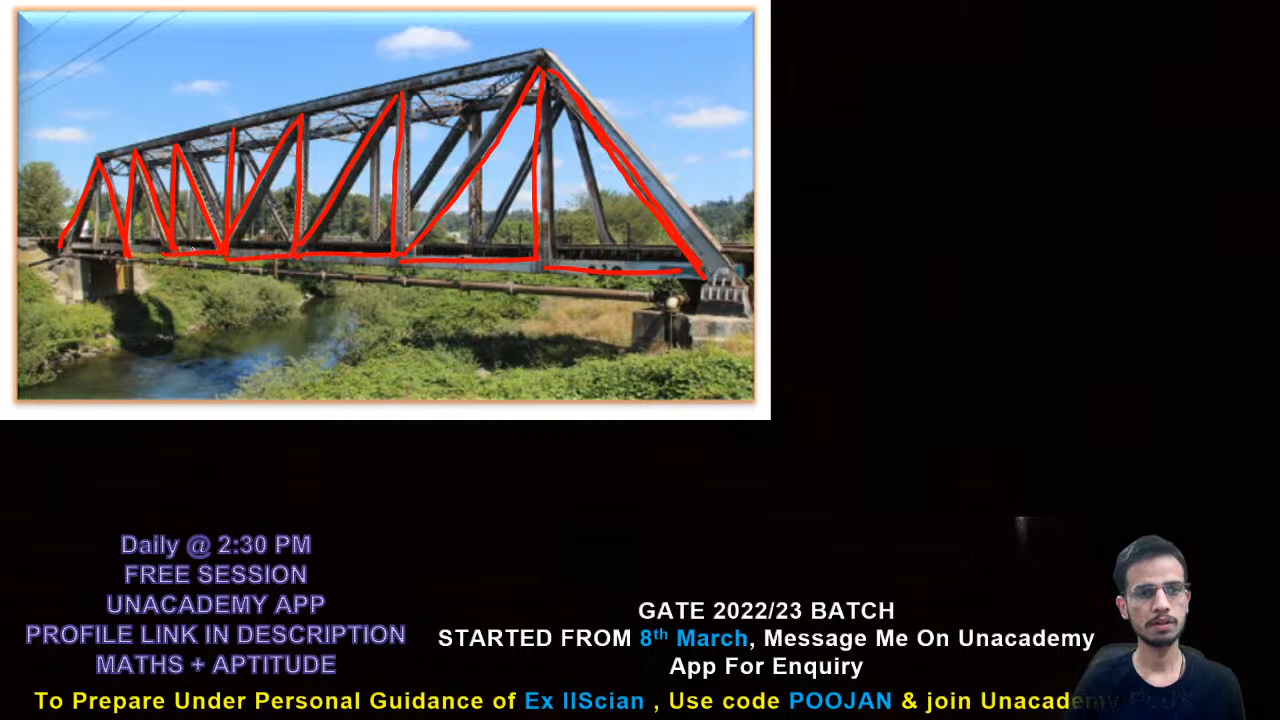 Daily @ 2:30 PM
FREE SESSION
UNACADEMY APP
PROFILE LINK IN DESCRIPTION
MATHS + APTITUDE
GATE 2022/23 BATCH
STARTED FROM 8th March, Message Me On Unacademy
App For Enquiry
To Prepare Under Personal Guidance of Ex IIScian , Use code POOJAN & join Unacademy